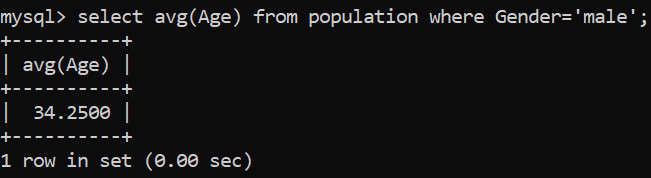 mysql> select avg(Age) from population where Gender='male';
+----------+
| avg(Age) |
+----------+
|  34.2500 |
+----------+
1 row in set (0.00 sec)